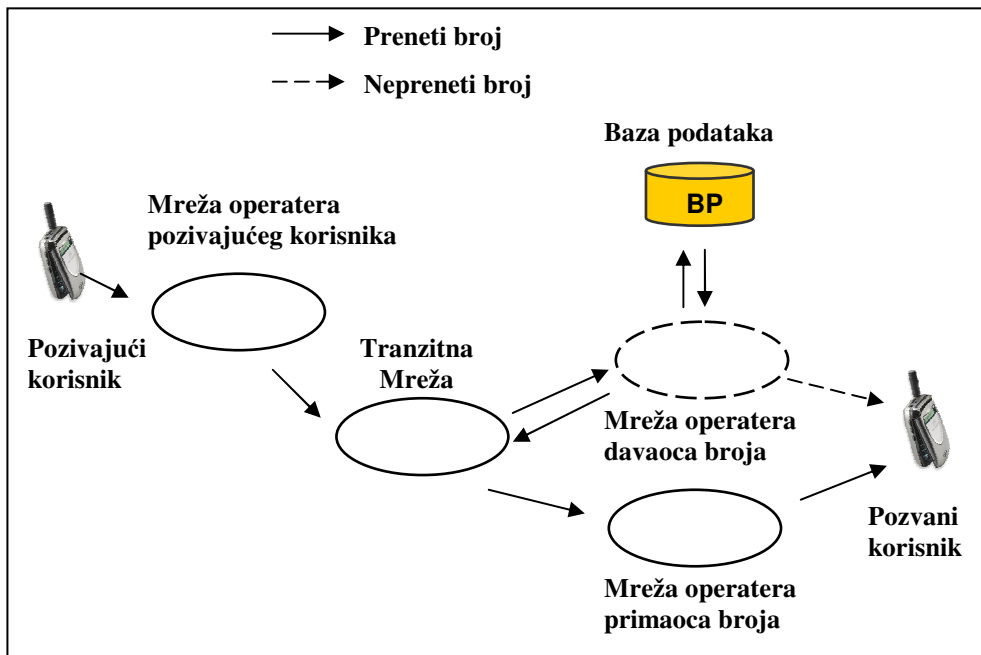 Preneti broj
Nepreneti broj
Baza podataka
BP
Mreža operatera
pozivajućeg korisnika
Pozivajući
korisnik
Tranzitna
Mreža
Mreža operatera
davaoca broja
Pozvani
korisnik
Mreža operatera
primaoca broja